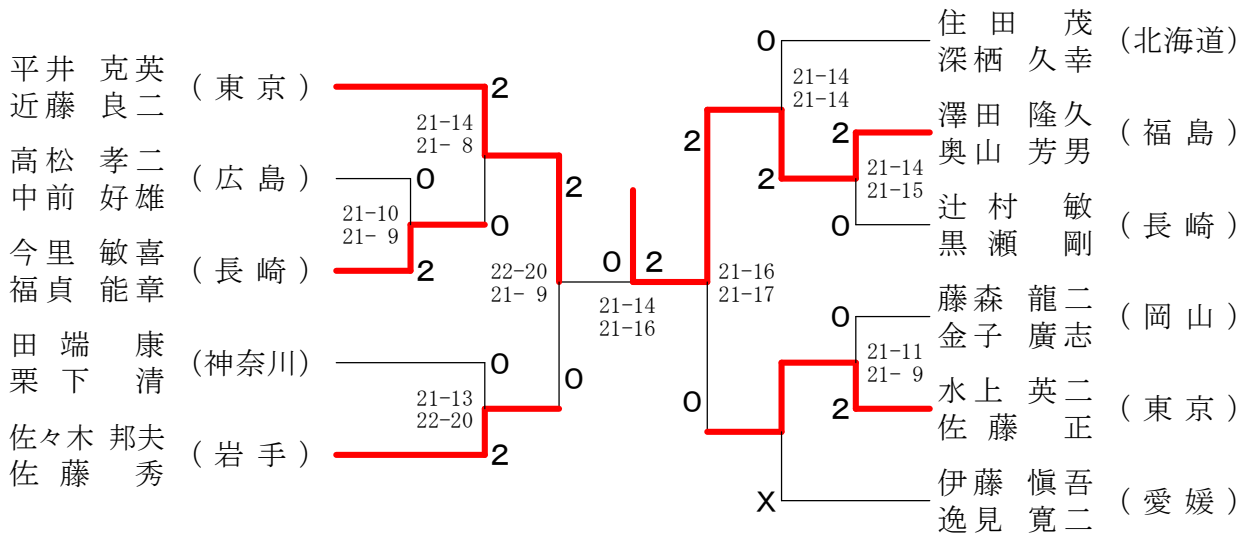 平井 克英
近藤 良二
(東京)
2
21-14
21- 8
高松 孝二
中前 好雄
(広島)
0
21-10
21- 9
0
今里 敏喜
福貞 能章
(長崎)
2
2
22-20
21- 9
田端 康
栗下 清
(神奈川)
0
21-13
22-20
0
佐々木 邦夫
佐藤 秀
(岩手)
2
0
2
21-14
21-16
住田 茂
深栖 久幸
(北海道)
0
21-14
21-14
澤田 隆久
奥山 芳男
(福島)
2
21-14
21-15
2
2
辻村 敏
黒瀬 剛
(長崎)
0
21-16
21-17
藤森 龍二
金子 廣志
(岡山)
0
21-11
21- 9
水上 英二
佐藤 正
(東京)
2
0
伊藤 愼吾
逸見 寛二
(愛媛)
X